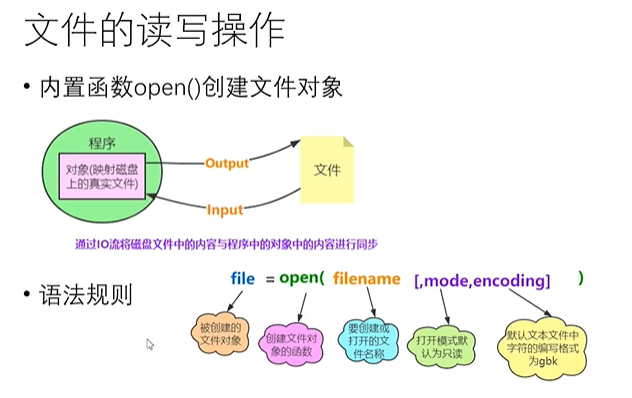 文件的读写操作
• 内置函数open()创建文件对象
程序
对象(映射磁盘
上的真实文件)
Output
Input
文件
通过IO流将磁盘文件中的内容与程序中的对象中的内容进行同步
• 语法规则
file = open( filename [,mode,encoding] )
被创建的
文件对象
创建文件对
象的函数
要创建或
打开的文
件名称
打开模式默
认为只读
默认文本文件中
字符的编写格式
为gbk